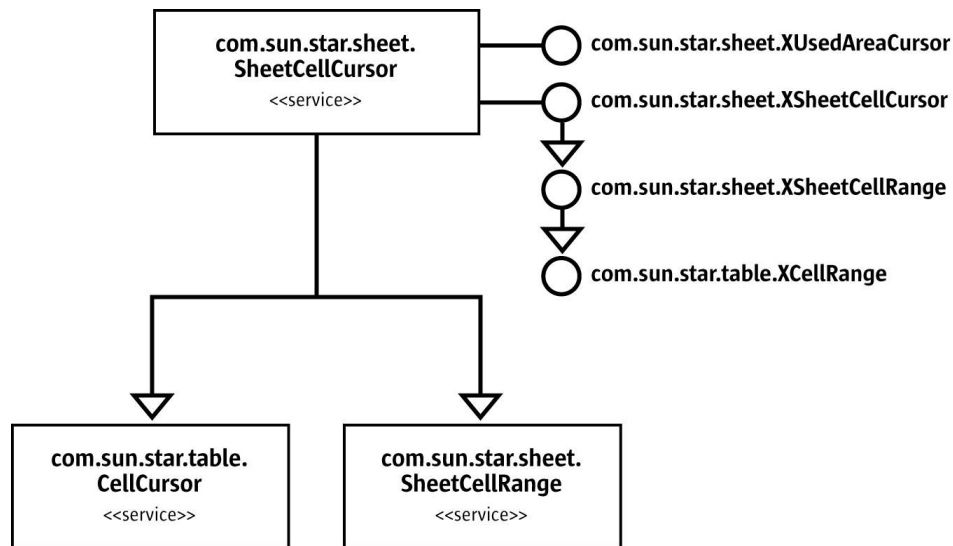 com.sun.star.sheet.
SheetCellCursor
<<service>>
com.sun.star.sheet.XUsedAreaCursor
com.sun.star.sheet.XSheetCellCursor
com.sun.star.sheet.XSheetCellRange
com.sun.star.table.XCellRange
com.sun.star.table.
CellCursor
<<service>>
com.sun.star.sheet.
SheetCellRange
<<service>>